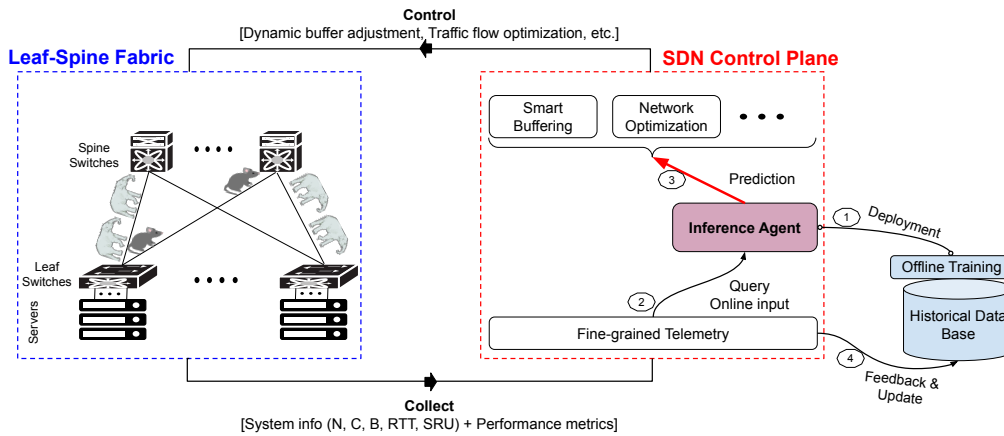 Control
[Dynamic buffer adjustment, Traffic flow optimization, etc.]
Leaf-Spine Fabric
SDN Control Plane
Smart
Buffering
Network
Optimization
Spine
Switches
3
Prediction
Inference Agent
1
Deployment
Leaf
Switches
Servers
2
Query
Online input
Offline Training
Historical Data
Base
Fine-grained Telemetry
4
Feedback &
Update
Collect
[System info (N, C, B, RTT, SRU) + Performance metrics]